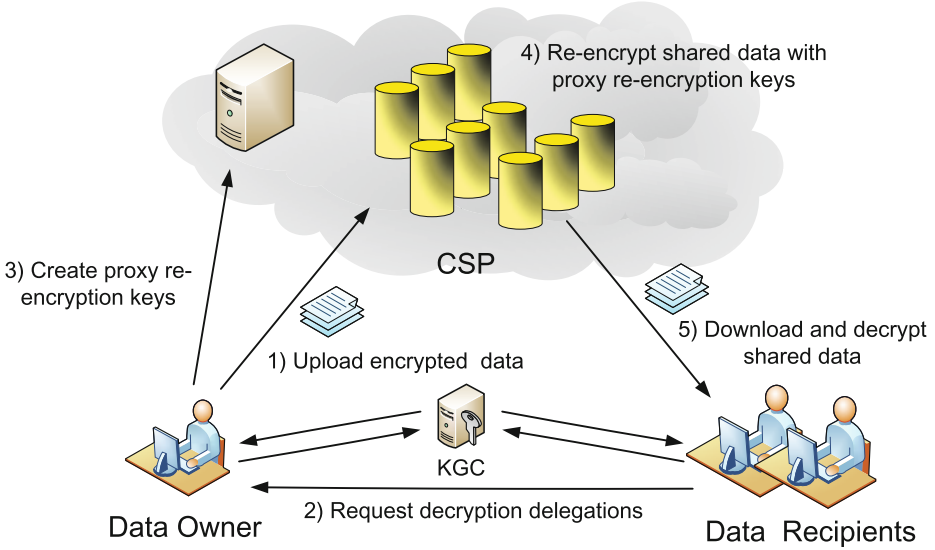 4) Re-encrypt shared data with
proxy re-encryption keys
CSP
3) Create proxy re-
encryption keys
1) Upload encrypted data
5) Download and decrypt
shared data
KGC
2) Request decryption delegations
Data Owner
Data Recipients